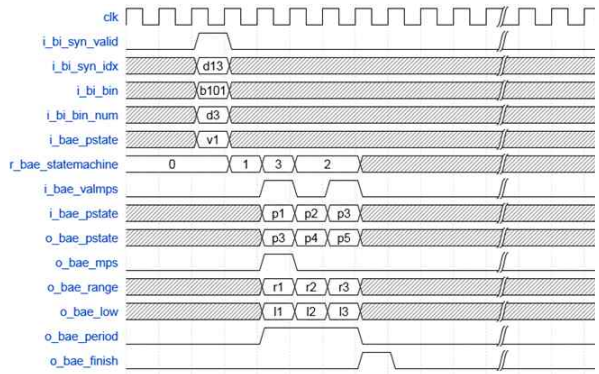 clk
i_bi_syn_valid
i_bi_syn_idx d13
i_bi_bin b101
i_bi_bin_num d3
i_bae_pstate v1
r_bae_statemachine 0 1 3 2
i_bae_valmps
i_bae_pstate p1 p2 p3
o_bae_pstate p3 p4 p5
o_bae_mps
o_bae_range r1 r2 r3
o_bae_low l1 l2 l3
o_bae_period
o_bae_finish